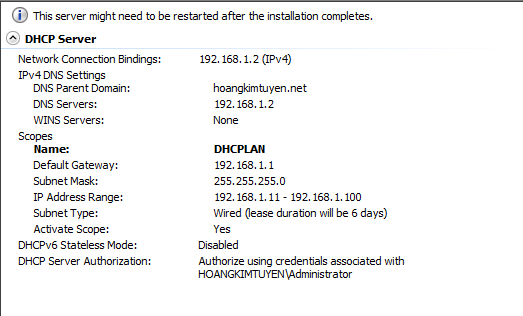 This server might need to be restarted after the installation completes.
DHCP Server
Network Connection Bindings: 192.168.1.2 (IPv4)
IPv4 DNS Settings
DNS Parent Domain: hoangkimtuyen.net
DNS Servers: 192.168.1.2
WINS Servers: None
Scopes
Name: DHCPLAN
Default Gateway: 192.168.1.1
Subnet Mask: 255.255.255.0
IP Address Range: 192.168.1.11 - 192.168.1.100
Subnet Type: Wired (lease duration will be 6 days)
Activate Scope: Yes
DHCPv6 Stateless Mode: Disabled
DHCP Server Authorization: Authorize using credentials associated with
HOANGKIMTUYEN\Administrator